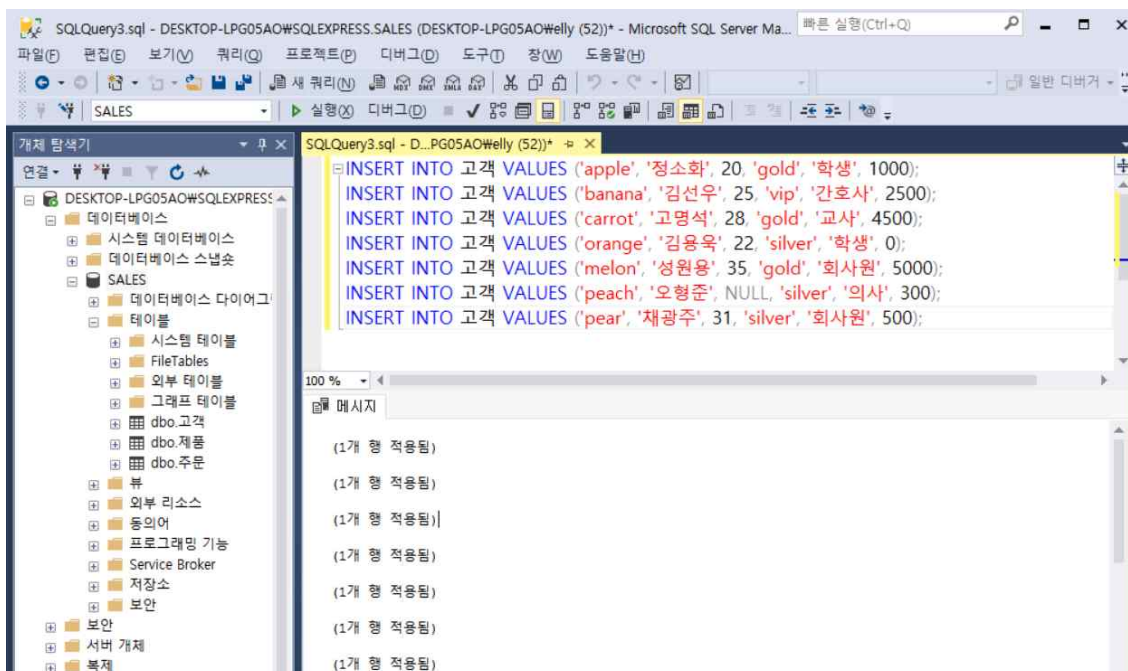 SQLQuery3.sql - DESKTOP-LPG05AO₩SQLEXPRESS.SALES (DESKTOP-LPG05AO₩elly (52))* - Microsoft SQL Server Ma...
빠른 실행(Ctrl+Q)
파일(F) 편집(E) 보기(V) 쿼리(Q) 프로젝트(P) 디버그(D) 도구(T) 창(W) 도움말(H)
새 쿼리(N) MDX DMX XMLA DAX 일반 디버거
SALES 실행(X) 디버그(D)
개체 탐색기
연결
DESKTOP-LPG05AO₩SQLEXPRESS
데이터베이스
시스템 데이터베이스
데이터베이스 스냅숏
SALES
데이터베이스 다이어그
테이블
시스템 테이블
FileTables
외부 테이블
그래프 테이블
dbo.고객
dbo.제품
dbo.주문
뷰
외부 리소스
동의어
프로그래밍 기능
Service Broker
저장소
보안
보안
서버 개체
복제
SQLQuery3.sql - D...PG05AO₩elly (52))*
INSERT INTO 고객 VALUES ('apple', '정소화', 20, 'gold', '학생', 1000);
INSERT INTO 고객 VALUES ('banana', '김선우', 25, 'vip', '간호사', 2500);
INSERT INTO 고객 VALUES ('carrot', '고명석', 28, 'gold', '교사', 4500);
INSERT INTO 고객 VALUES ('orange', '김용욱', 22, 'silver', '학생', 0);
INSERT INTO 고객 VALUES ('melon', '성원용', 35, 'gold', '회사원', 5000);
INSERT INTO 고객 VALUES ('peach', '오형준', NULL, 'silver', '의사', 300);
INSERT INTO 고객 VALUES ('pear', '채광주', 31, 'silver', '회사원', 500);
100 %
메시지
(1개 행 적용됨)
(1개 행 적용됨)
(1개 행 적용됨)
(1개 행 적용됨)
(1개 행 적용됨)
(1개 행 적용됨)
(1개 행 적용됨)